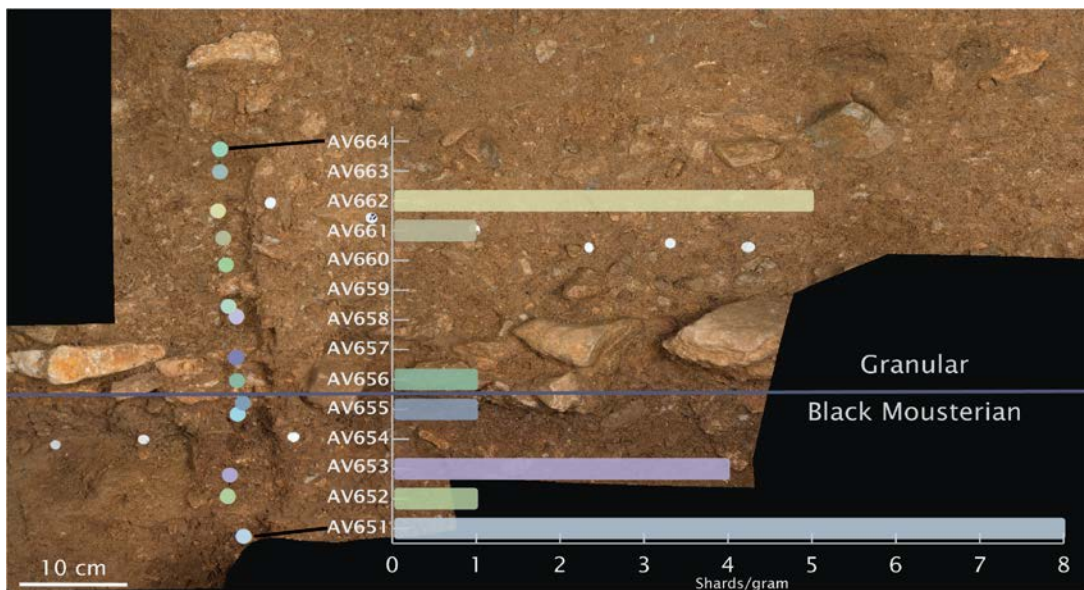 AV664
AV663
AV662
AV661
AV660
AV659
AV658
AV657
AV656
AV655
AV654
AV653
AV652
AV651
Granular
Black Mousterian
10 cm
0 1 2 3 4 5 6 7 8
Shards/gram